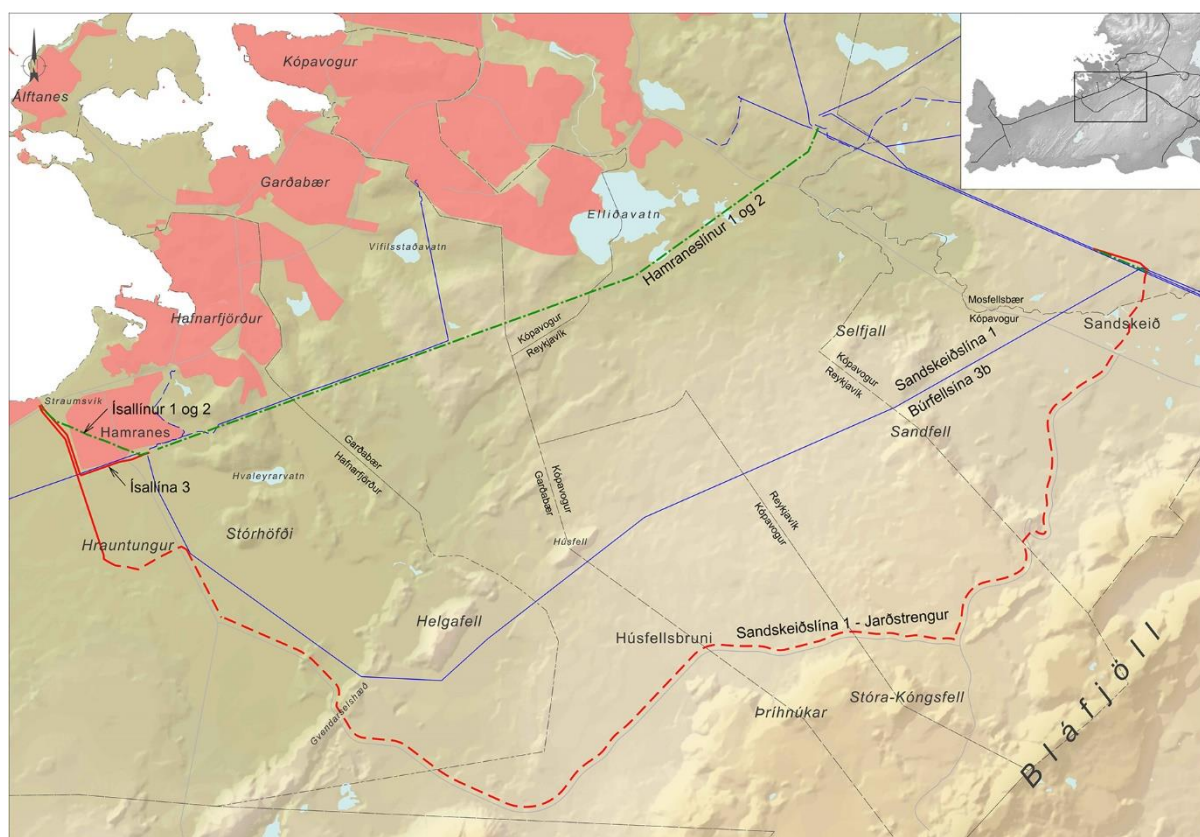 Álftanes
Kópavogur
Garðabær
Elliðavatn
Vífilsstaðavatn
Hamraneslínur 1 og 2
Hafnarfjörður
Kópavogur
Reykjavík
Mosfellsbær
Kópavogur
Sandskeið
Selfjall
Kópavogur
Reykjavík
Sandskeiðslína 1
Búrfellsína 3b
Sandfell
Straumsvík
Ísallínur 1 og 2
Hamranes
Ísallína 3
Hvaleyrarvatn
Garðabær
Hafnarfjörður
Kópavogur
Garðabær
Reykjavík
Kópavogur
Stórhöfði
Hrauntungur
Húsfell
Helgafell
Húsfellsbruni
Sandskeiðslína 1 - Jarðstrengur
Gvendarselshæð
Þríhnúkar
Stóra-Kóngsfell
Bláfjöll